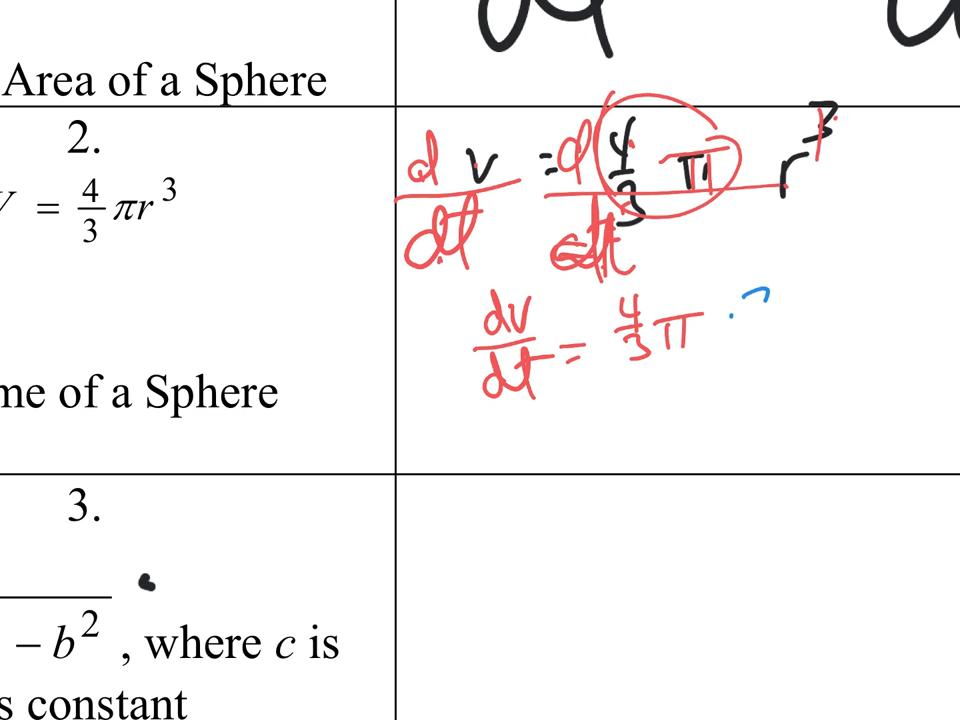 Area of a Sphere
2.
V = 4/3 πr^3
d/dt V = d/dt 4/3 π r^3
dv/dt = 4/3 π ·
me of a Sphere
3.
– b^2 , where c is
s constant